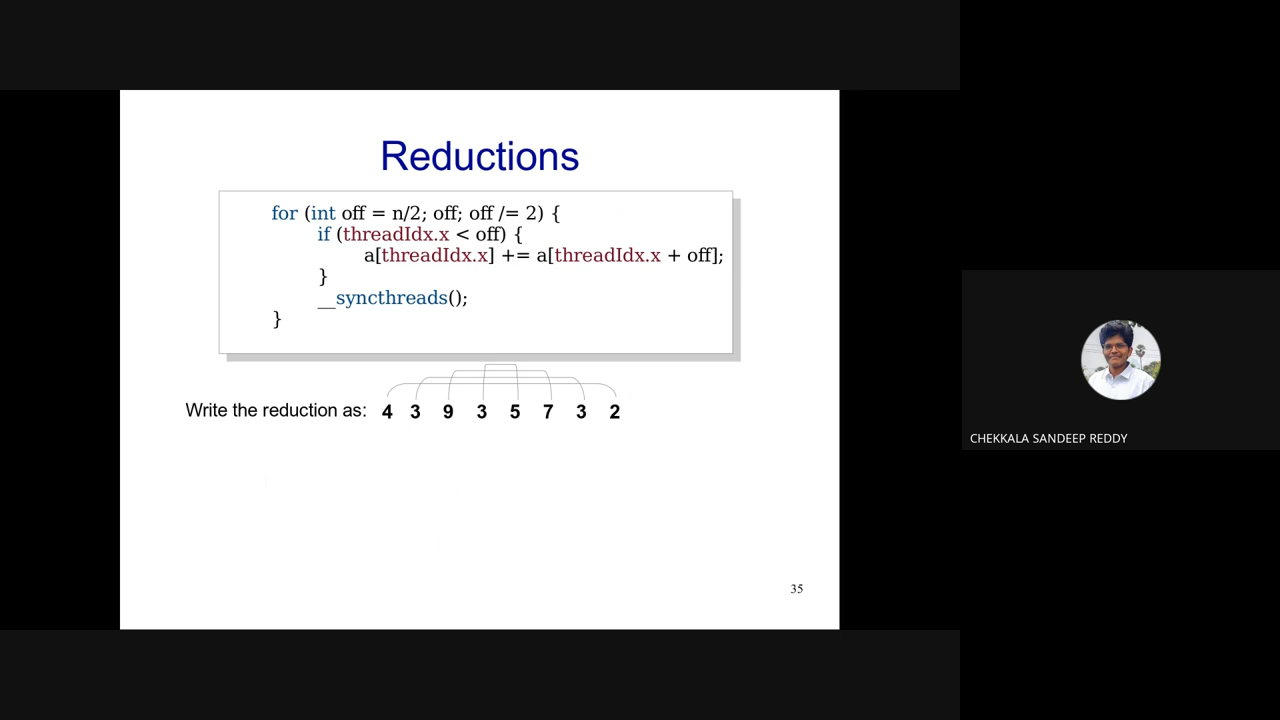 Reductions
for (int off = n/2; off; off /= 2) {
if (threadIdx.x < off) {
a[threadIdx.x] += a[threadIdx.x + off];
}
__syncthreads();
}
Write the reduction as: 4 3 9 3 5 7 3 2
35
CHEKKALA SANDEEP REDDY